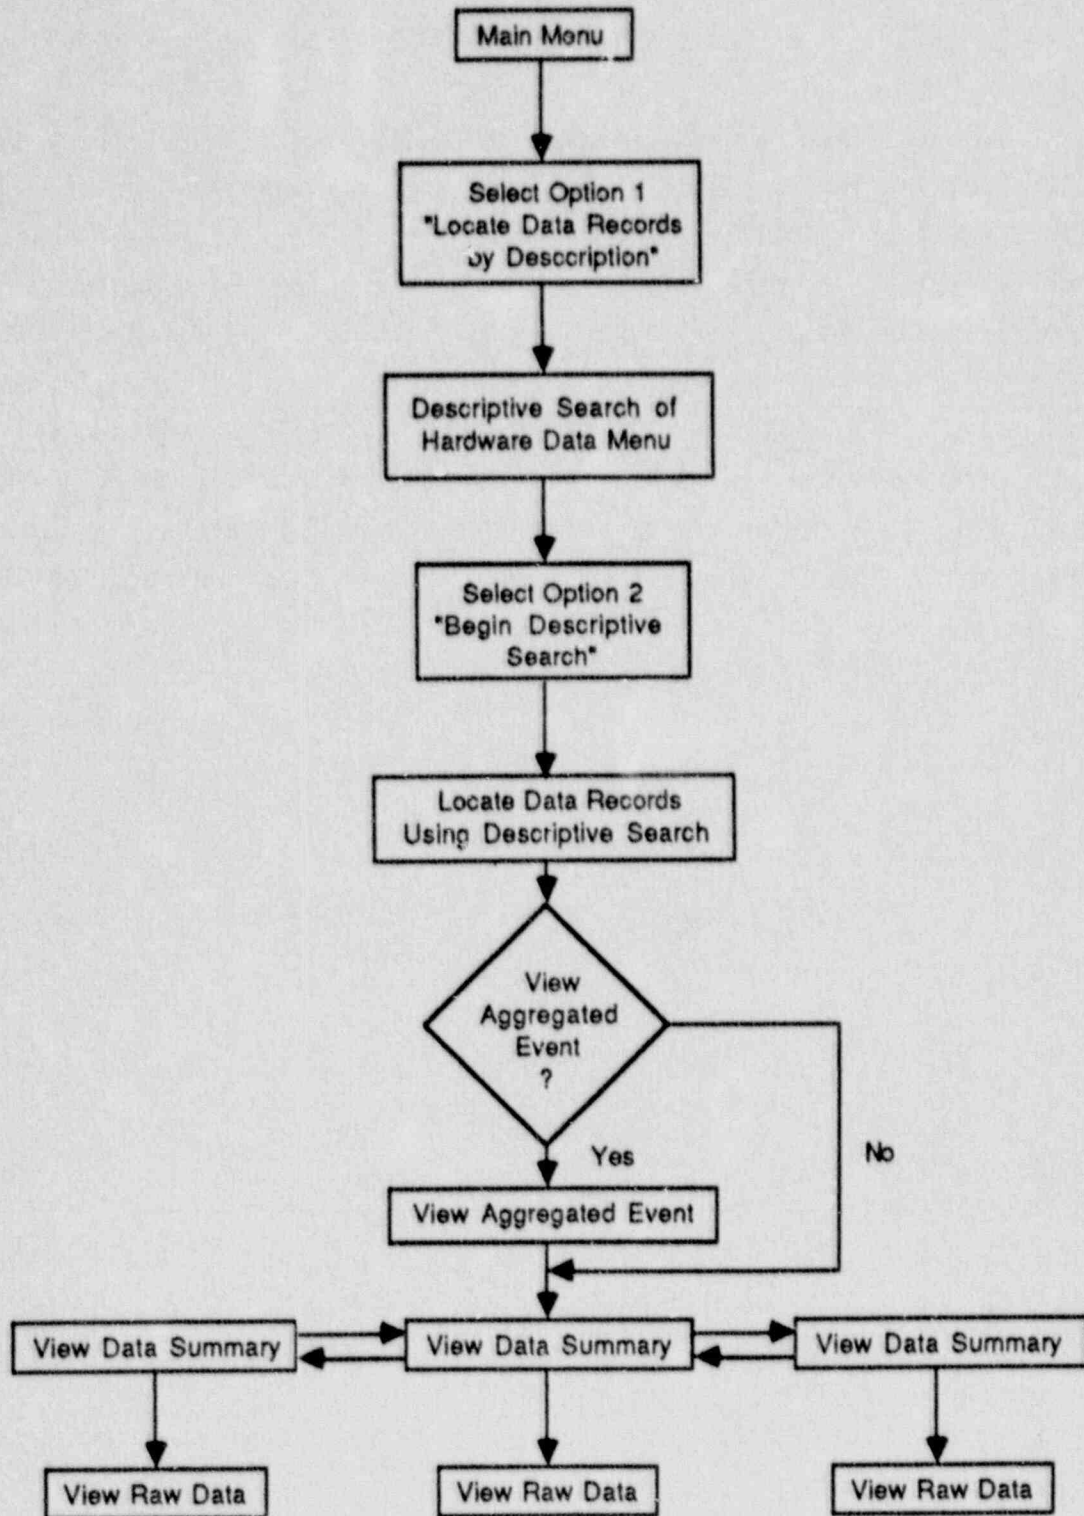 Main Menu
Select Option 1
"Locate Data Records
by Desccription"
Descriptive Search of
Hardware Data Menu
Select Option 2
"Begin Descriptive
Search"
Locate Data Records
Using Descriptive Search
View
Aggregated
Event
?
Yes
No
View Aggregated Event
View Data Summary
View Data Summary
View Data Summary
View Raw Data
View Raw Data
View Raw Data